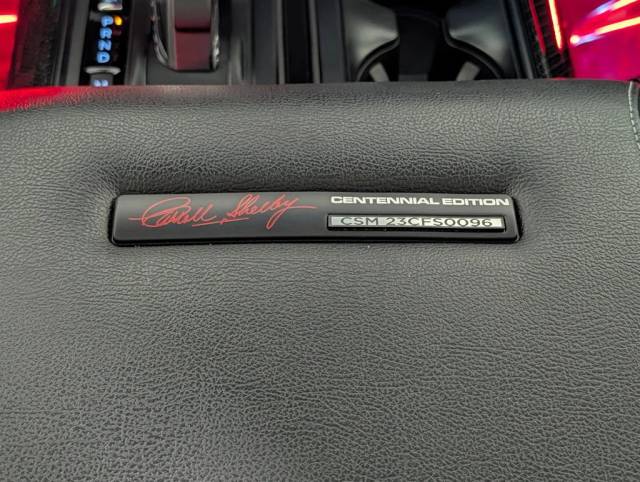 P
R
N
D
M
Carroll Shelby
CENTENNIAL EDITION
CSM 23CFS0096